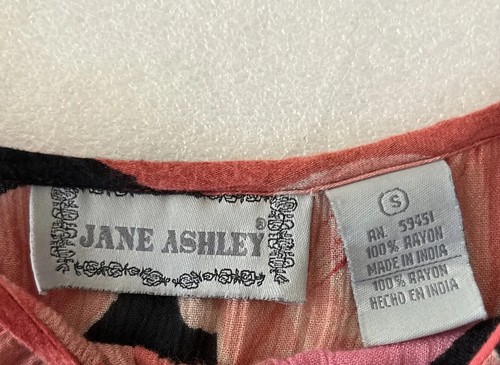 JANE ASHLEY®
S
RN. 59451
100% RAYON
MADE IN INDIA
100% RAYON
HECHO EN INDIA